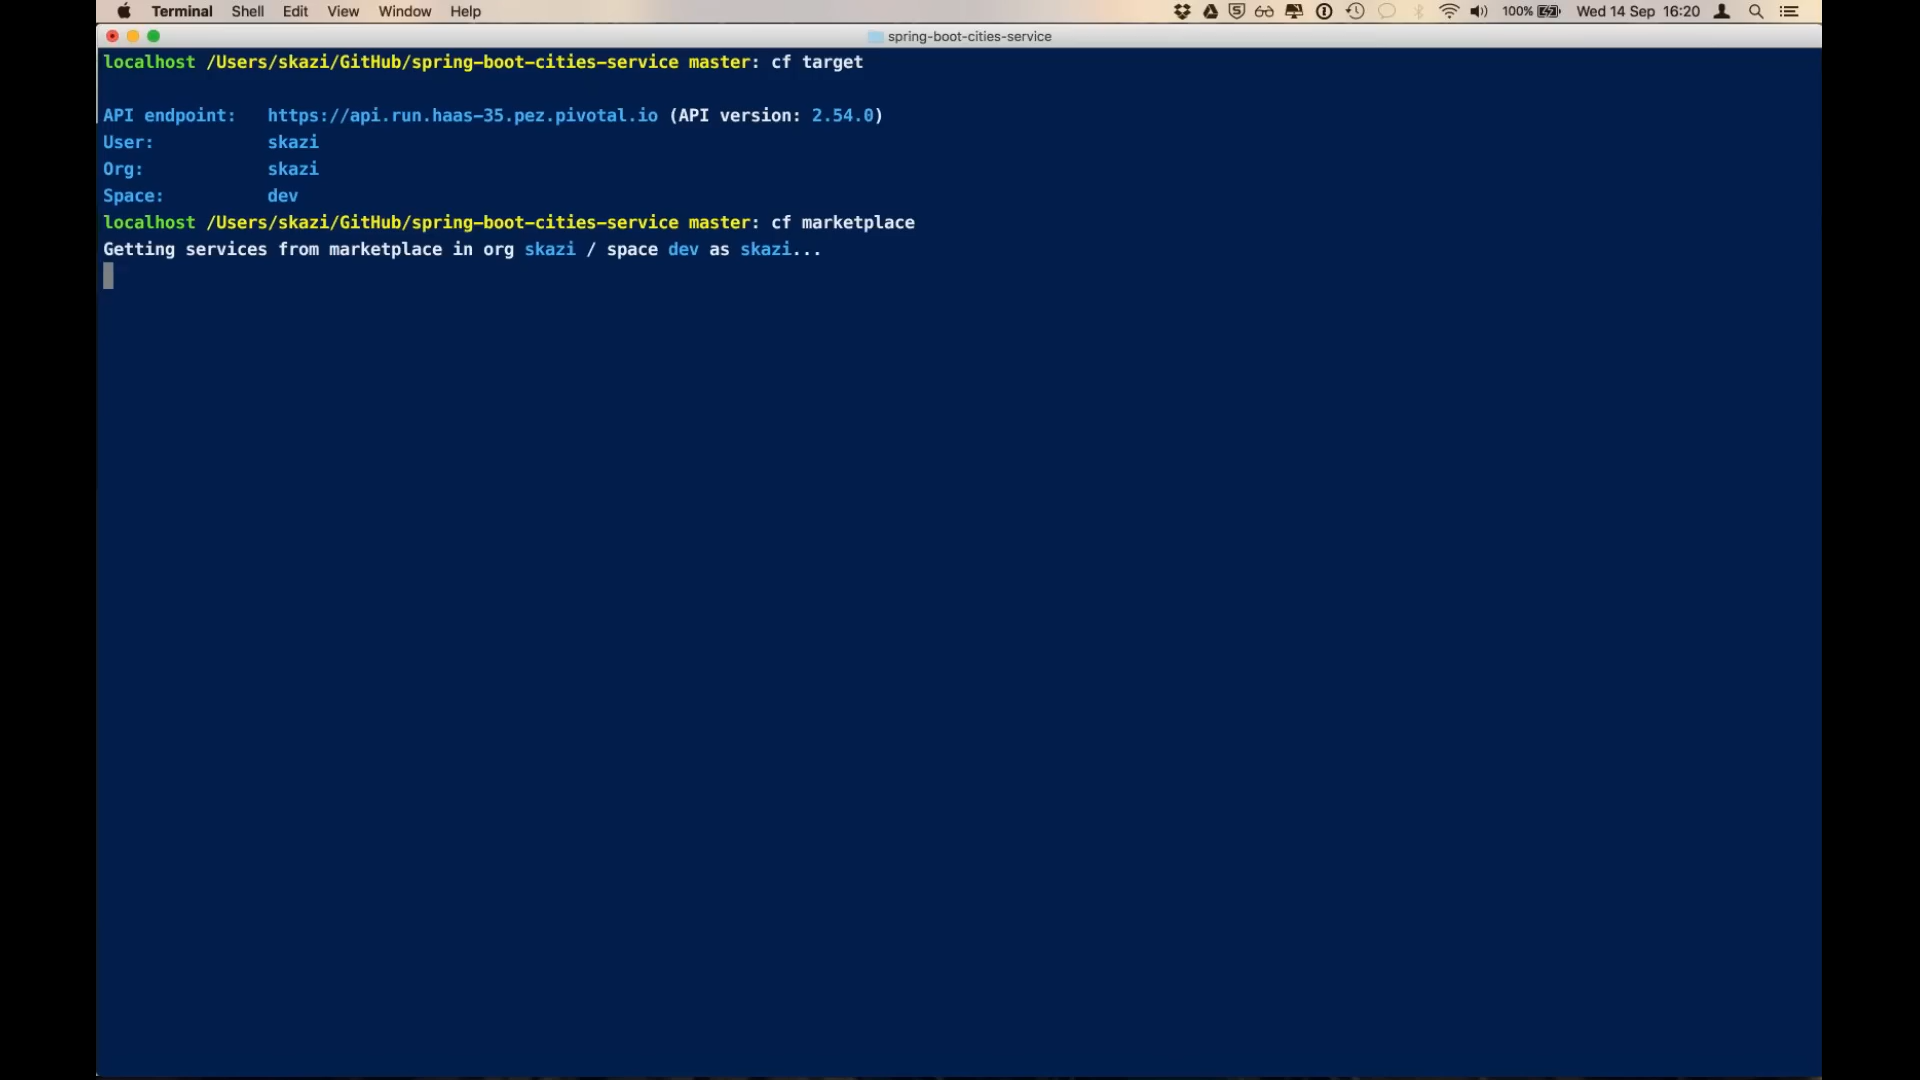 Terminal Shell Edit View Window Help 100% Wed 14 Sep 16:20
spring-boot-cities-service
localhost /Users/skazi/GitHub/spring-boot-cities-service master: cf target
API endpoint: https://api.run.haas-35.pez.pivotal.io (API version: 2.54.0)
User: skazi
Org: skazi
Space: dev
localhost /Users/skazi/GitHub/spring-boot-cities-service master: cf marketplace
Getting services from marketplace in org skazi / space dev as skazi...